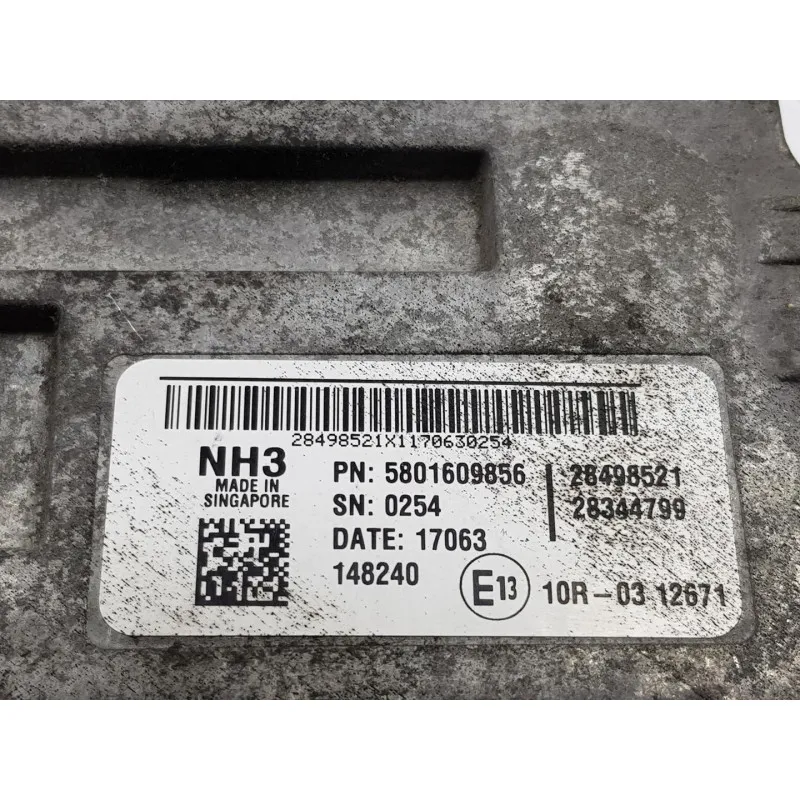 28498521X1170630254
NH3
MADE IN
SINGAPORE
PN: 5801609856
SN: 0254
DATE: 17063
148240
28498521
28344799
E13
10R-03 12671